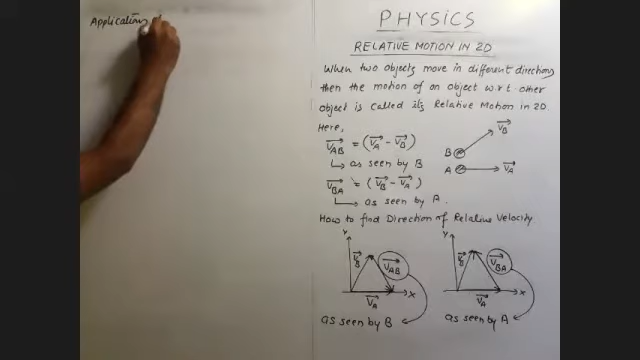 Application of
PHYSICS
RELATIVE MOTION IN 2D
When two objects move in different directions
then the motion of an object w.r.t other
object is called its Relative Motion in 2D.
Here,
V⃗AB = (V⃗A - V⃗B)
↳ as seen by B
V⃗BA = (V⃗B - V⃗A)
↳ as seen by A.
B V⃗B
A V⃗A
How to find Direction of Relative Velocity
Y V⃗B V⃗AB X V⃗A
as seen by B
Y V⃗B V⃗BA X V⃗A
as seen by A